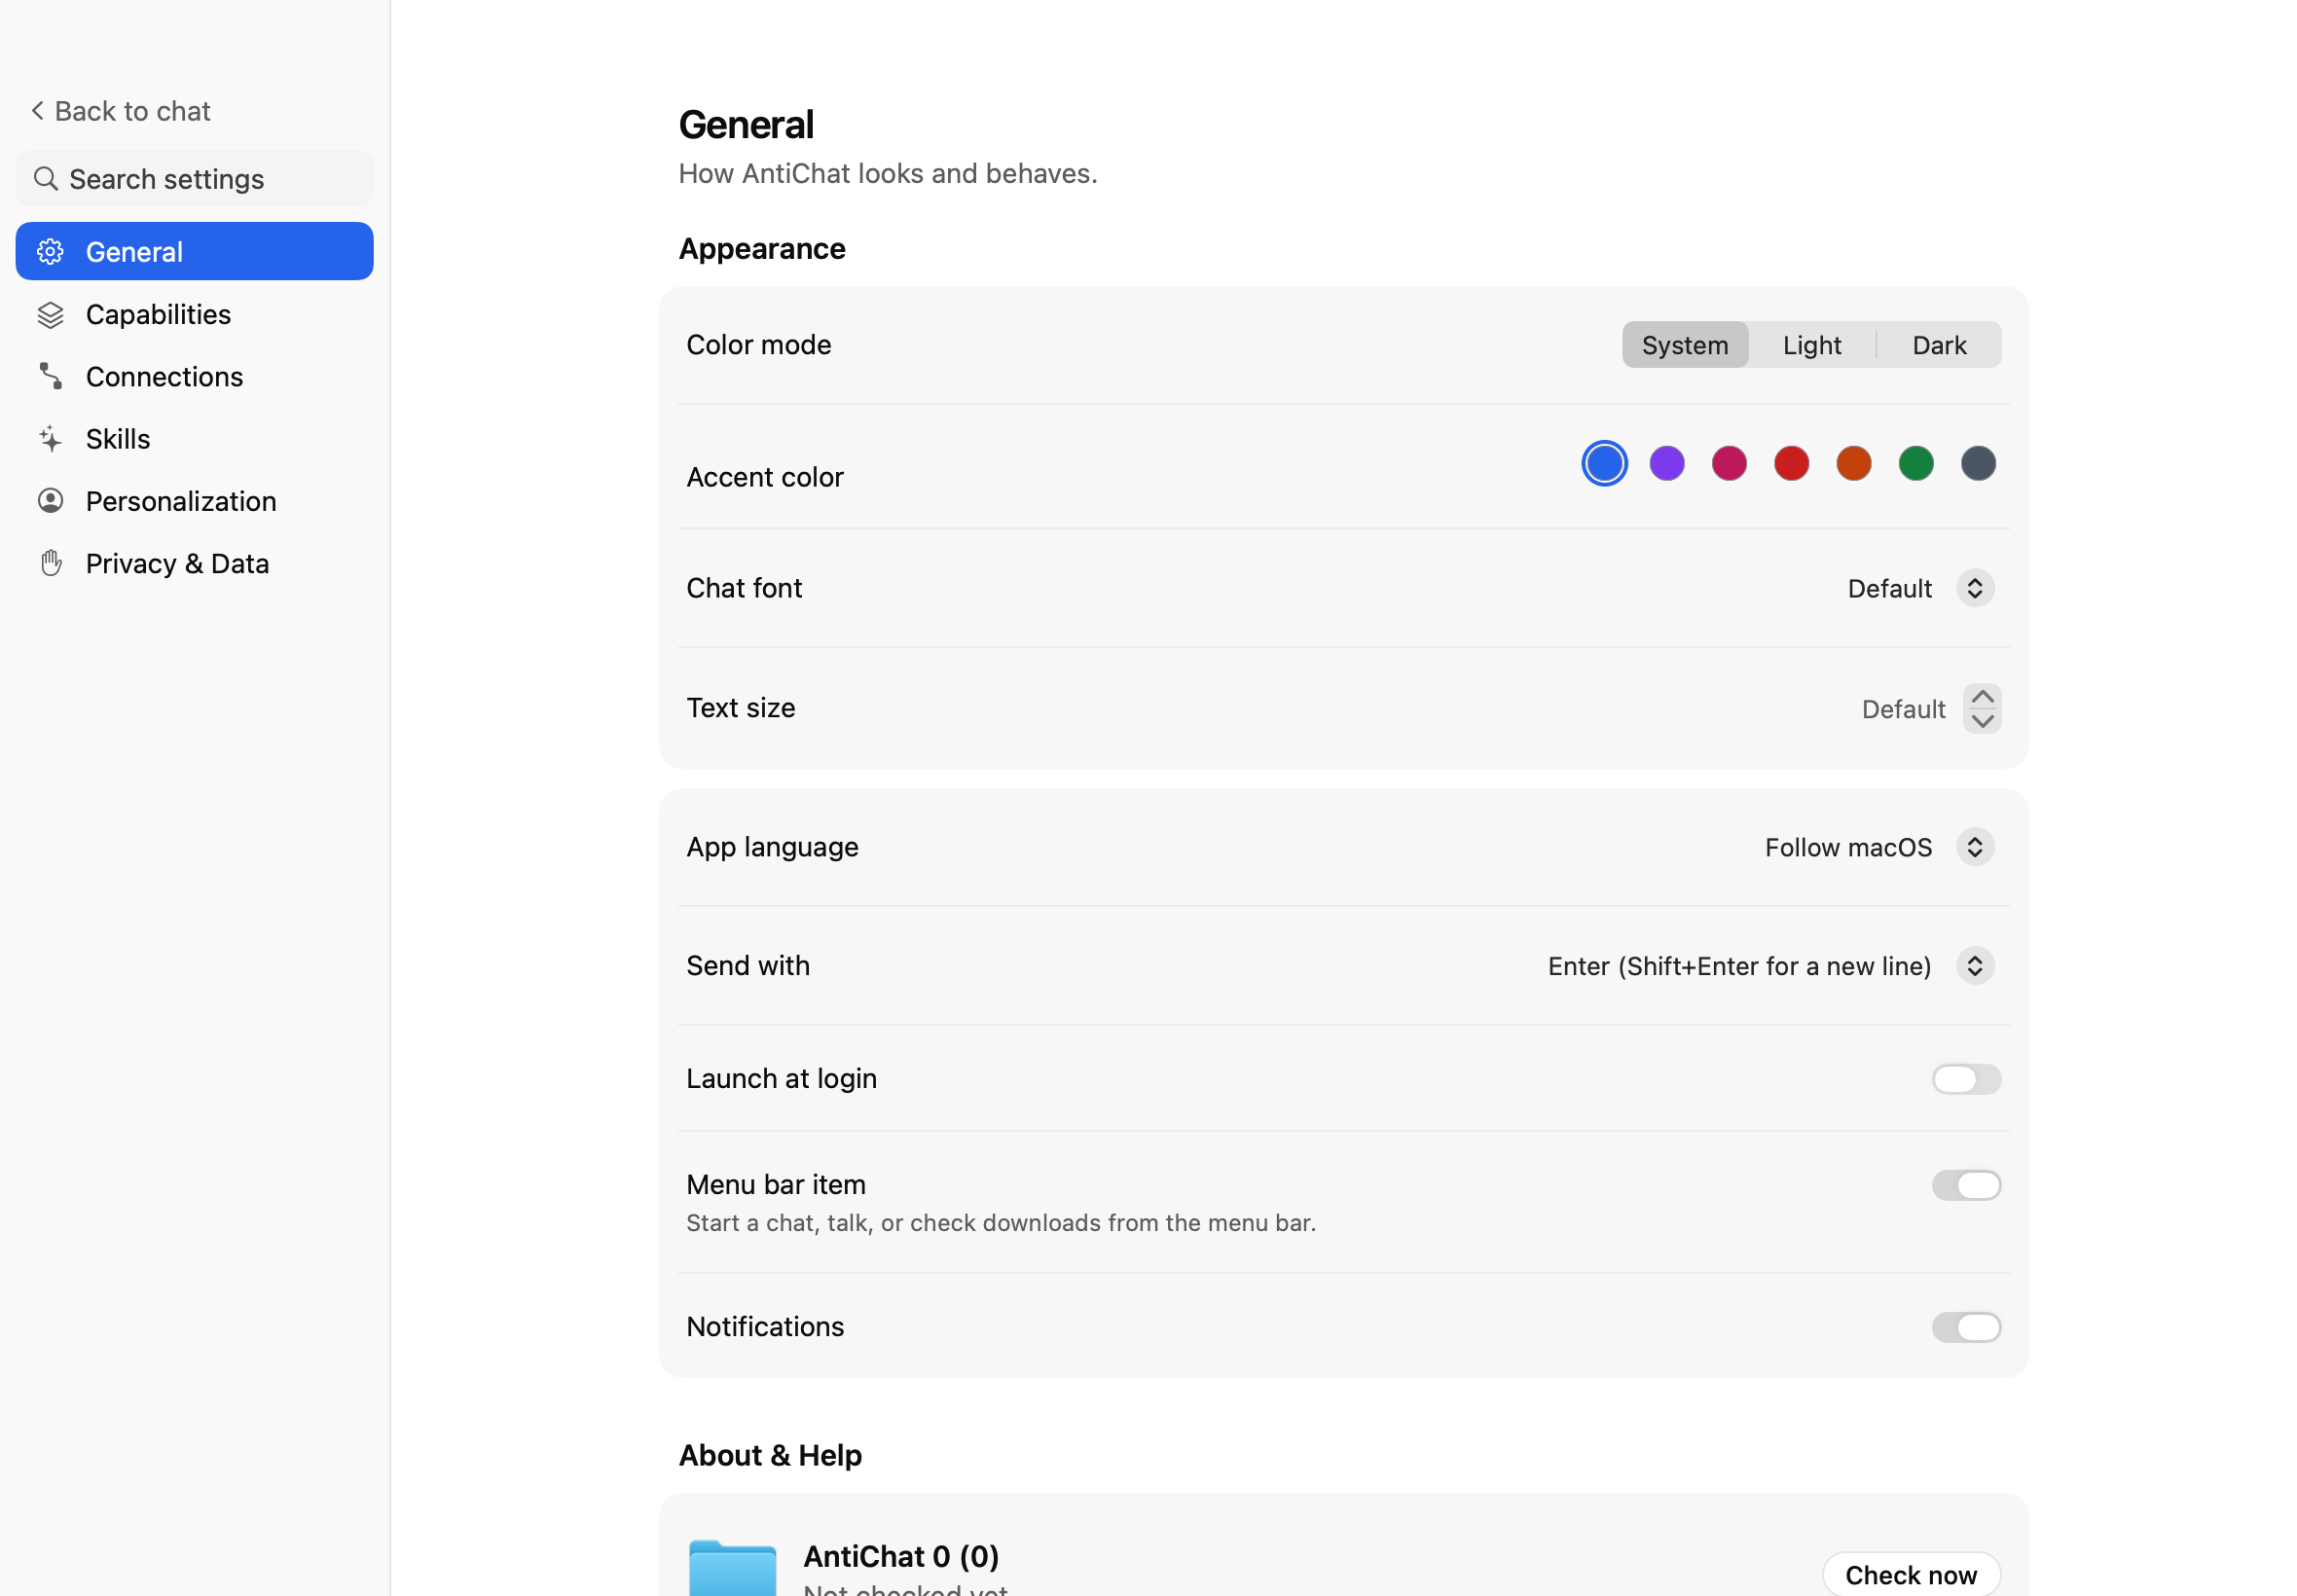 Back to chat
Search settings
General
Capabilities
Connections
Skills
Personalization
Privacy & Data
General
How AntiChat looks and behaves.
Appearance
Color mode System Light Dark
Accent color
Chat font Default
Text size Default
App language Follow macOS
Send with Enter (Shift+Enter for a new line)
Launch at login
Menu bar item
Start a chat, talk, or check downloads from the menu bar.
Notifications
About & Help
AntiChat 0 (0)
Check now
Not checked yet